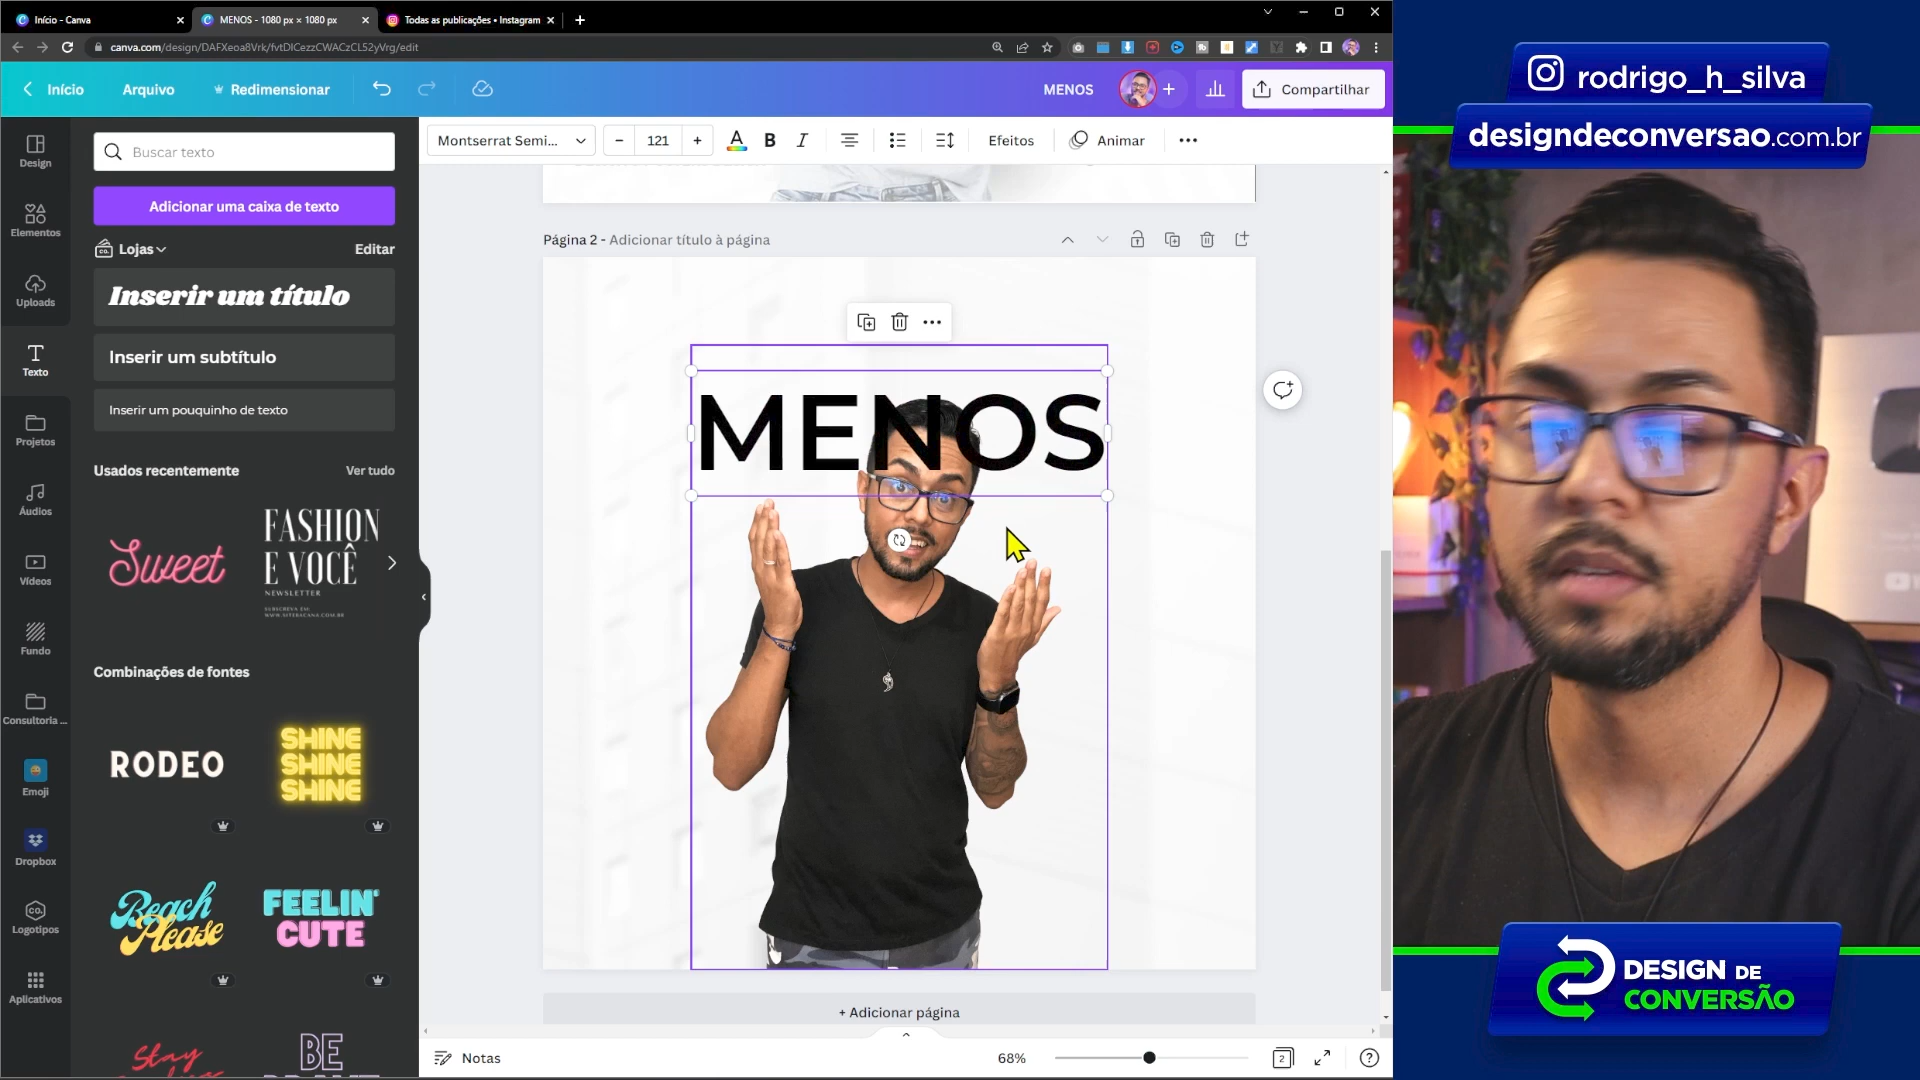 Início - Canva
MENOS - 1080 px × 1080 px
Todas as publicações • Instagram
canva.com/design/DAFXeoa8Vrk/fvtDICezzCWACzCL52yVrg/edit
Início
Arquivo
Redimensionar
MENOS
Compartilhar
Montserrat Semi...
121
B
I
Efeitos
Animar
Design
Elementos
Uploads
Texto
Projetos
Áudios
Vídeos
Fundo
Consultoria ...
Emoji
Dropbox
Logotipos
Aplicativos
Buscar texto
Adicionar uma caixa de texto
Lojas
Editar
Inserir um título
Inserir um subtítulo
Inserir um pouquinho de texto
Usados recentemente
Ver tudo
Sweet
FASHION
E VOCÊ
NEWSLETTER
Combinações de fontes
RODEO
SHINE
SHINE
SHINE
Beach
Please
FEELIN'
CUTE
Stay
BE
Página 2 - Adicionar título à página
MENOS
+ Adicionar página
Notas
68%
2
rodrigo_h_silva
designdeconversao.com.br
DESIGN DE
CONVERSÃO